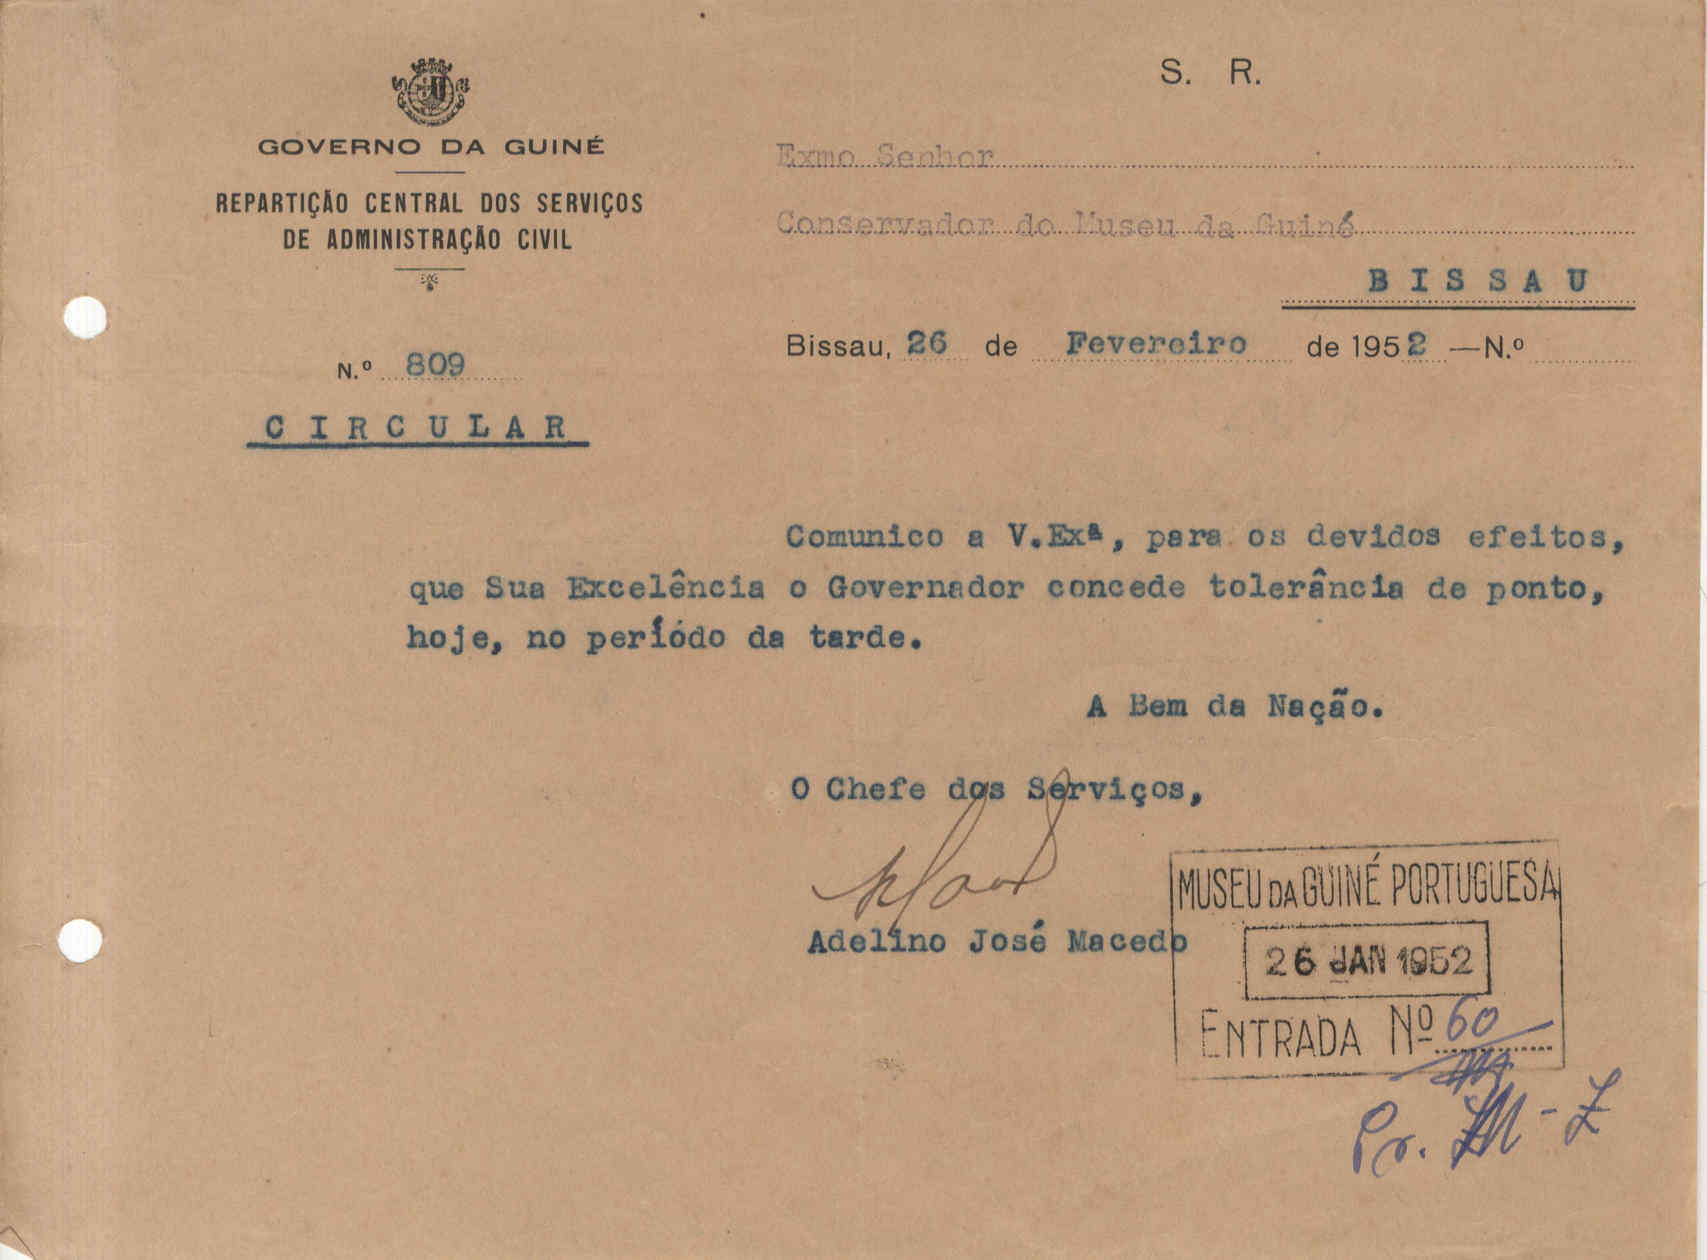 GOVERNO DA GUINÉ
REPARTIÇÃO CENTRAL DOS SERVIÇOS
DE ADMINISTRAÇÃO CIVIL
N.º 809
CIRCULAR
S. R.
Exmo Senhor
Conservador do Museu da Guiné
BISSAU
Bissau, 26 de Fevereiro de 1952 — N.º
Comunico a V.Exª, para os devidos efeitos,
que Sua Excelência o Governador concede tolerância de ponto,
hoje, no períódo da tarde.
A Bem da Nação.
O Chefe dos Serviços,
Adelino José Macedo
MUSEU DA GUINÉ PORTUGUESA
26 JAN 1952
ENTRADA Nº 60
Pr.